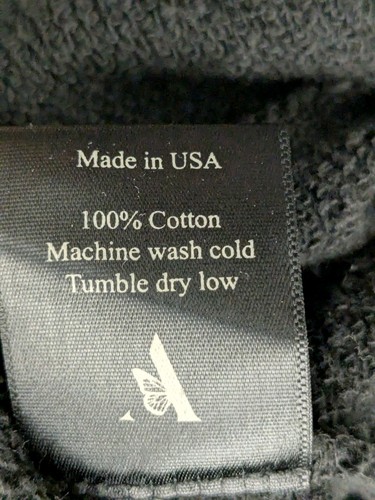 Made in USA
100% Cotton
Machine wash cold
Tumble dry low
A